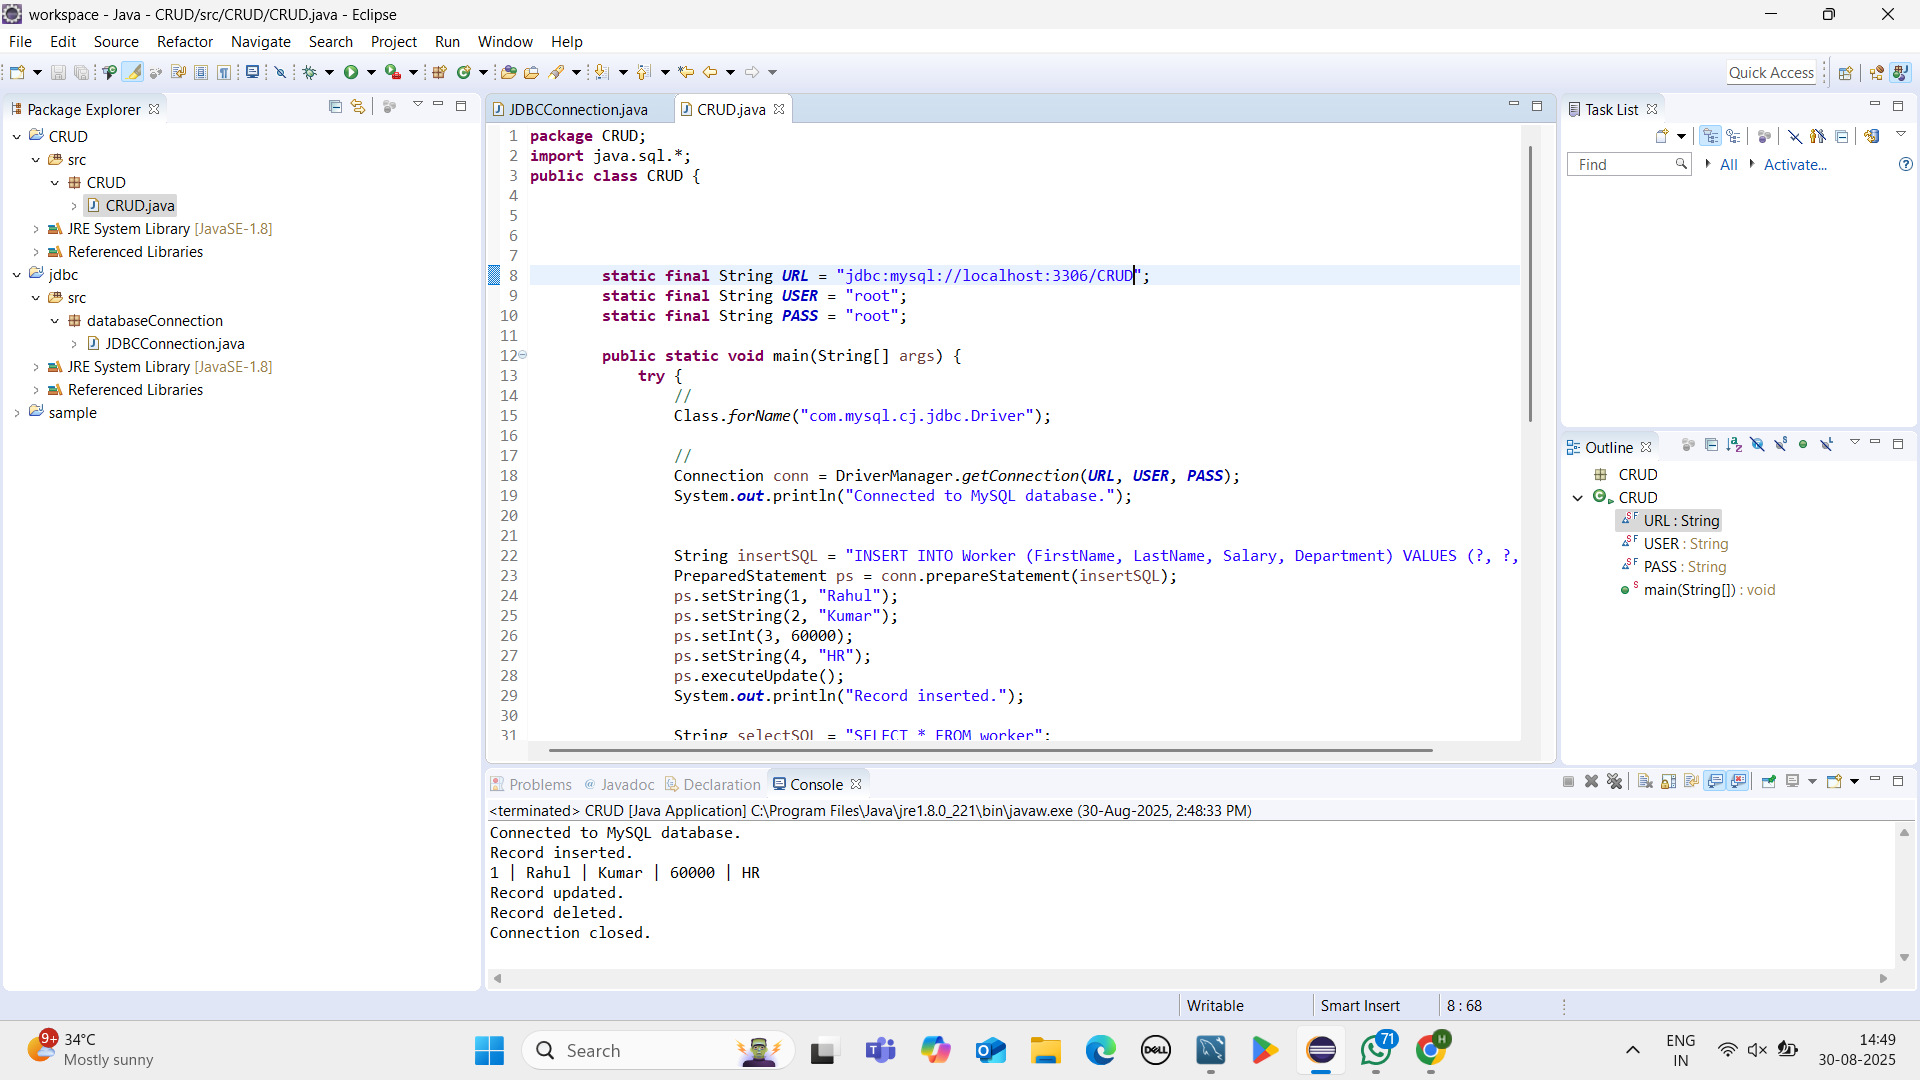 workspace - Java - CRUD/src/CRUD/CRUD.java - Eclipse
File Edit Source Refactor Navigate Search Project Run Window Help
Quick Access
Package Explorer
CRUD
src
CRUD
CRUD.java
JRE System Library [JavaSE-1.8]
Referenced Libraries
jdbc
src
databaseConnection
JDBCConnection.java
JRE System Library [JavaSE-1.8]
Referenced Libraries
sample
JDBCConnection.java CRUD.java
1 package CRUD;
2 import java.sql.*;
3 public class CRUD {
4
5
6
7
8 static final String URL = "jdbc:mysql://localhost:3306/CRUD";
9 static final String USER = "root";
10 static final String PASS = "root";
11
12 public static void main(String[] args) {
13 try {
14 //
15 Class.forName("com.mysql.cj.jdbc.Driver");
16
17 //
18 Connection conn = DriverManager.getConnection(URL, USER, PASS);
19 System.out.println("Connected to MySQL database.");
20
21
22 String insertSQL = "INSERT INTO Worker (FirstName, LastName, Salary, Department) VALUES (?, ?,
23 PreparedStatement ps = conn.prepareStatement(insertSQL);
24 ps.setString(1, "Rahul");
25 ps.setString(2, "Kumar");
26 ps.setInt(3, 60000);
27 ps.setString(4, "HR");
28 ps.executeUpdate();
29 System.out.println("Record inserted.");
30
31 String selectSQL = "SELECT * FROM worker";
Task List
Find All Activate...
Outline
CRUD
CRUD
URL : String
USER : String
PASS : String
main(String[]) : void
Problems Javadoc Declaration Console
<terminated> CRUD [Java Application] C:\Program Files\Java\jre1.8.0_221\bin\javaw.exe (30-Aug-2025, 2:48:33 PM)
Connected to MySQL database.
Record inserted.
1 | Rahul | Kumar | 60000 | HR
Record updated.
Record deleted.
Connection closed.
Writable Smart Insert 8 : 68
9+ 34°C
Mostly sunny
Search
DELL
71
H
ENG
IN
14:49
30-08-2025